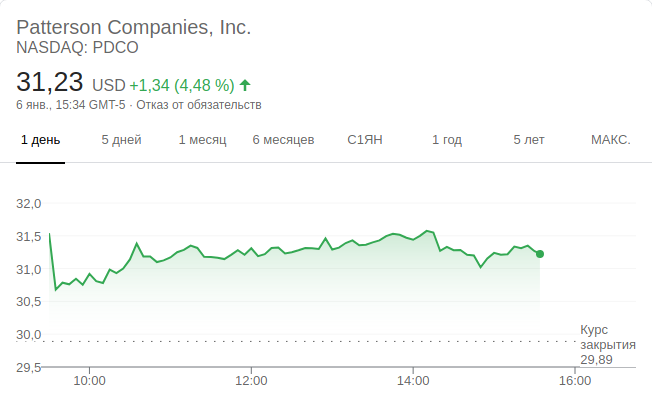 Patterson Companies, Inc.
NASDAQ: PDCO
31,23 USD +1,34 (4,48 %)
6 янв., 15:34 GMT-5 · Отказ от обязательств
1 день 5 дней 1 месяц 6 месяцев С1ЯН 1 год 5 лет МАКС.
32,0
31,5
31,0
30,5
30,0
Курс
закрытия
29,89
29,5
10:00 12:00 14:00 16:00